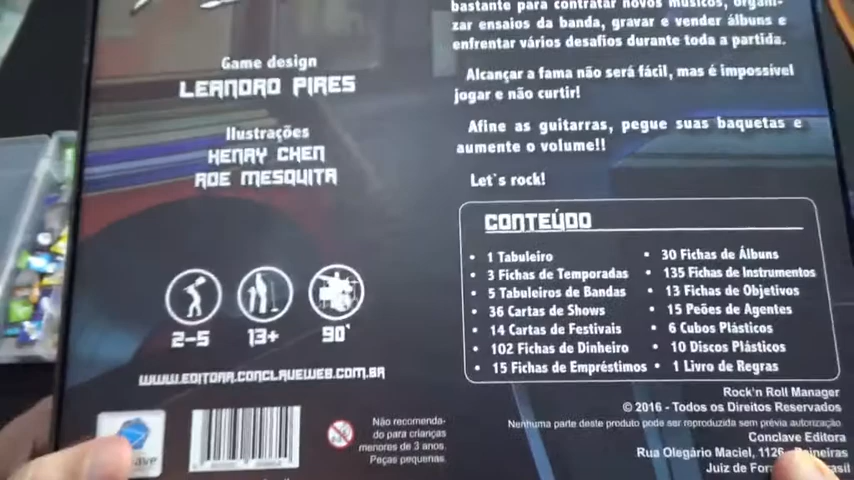 bastante para contratar novos músicos, organi-
zar ensaios da banda, gravar e vender álbuns e
enfrentar vários desafios durante toda a partida.
Alcançar a fama não será fácil, mas é impossível
jogar e não curtir!
Afine as guitarras, pegue suas baquetas e
aumente o volume!!
Let's rock!
Game design
Leandro Pires
Ilustrações
Henry Chen
Roe Mesquita
2-5
13+
90'
www.editora.conclaveweb.com.br
CONTEÚDO
• 1 Tabuleiro
• 3 Fichas de Temporadas
• 5 Tabuleiros de Bandas
• 36 Cartas de Shows
• 14 Cartas de Festivais
• 102 Fichas de Dinheiro
• 15 Fichas de Empréstimos
• 30 Fichas de Álbuns
• 135 Fichas de Instrumentos
• 13 Fichas de Objetivos
• 15 Peões de Agentes
• 6 Cubos Plásticos
• 10 Discos Plásticos
• 1 Livro de Regras
Não recomenda-
do para crianças
menores de 3 anos.
Peças pequenas.
Rock'n Roll Manager
©2016 - Todos os Direitos Reservados
Nenhuma parte deste produto pode ser reproduzida sem prévia autorização.
Conclave Editora
Rua Olegário Maciel, 1126
Juiz de